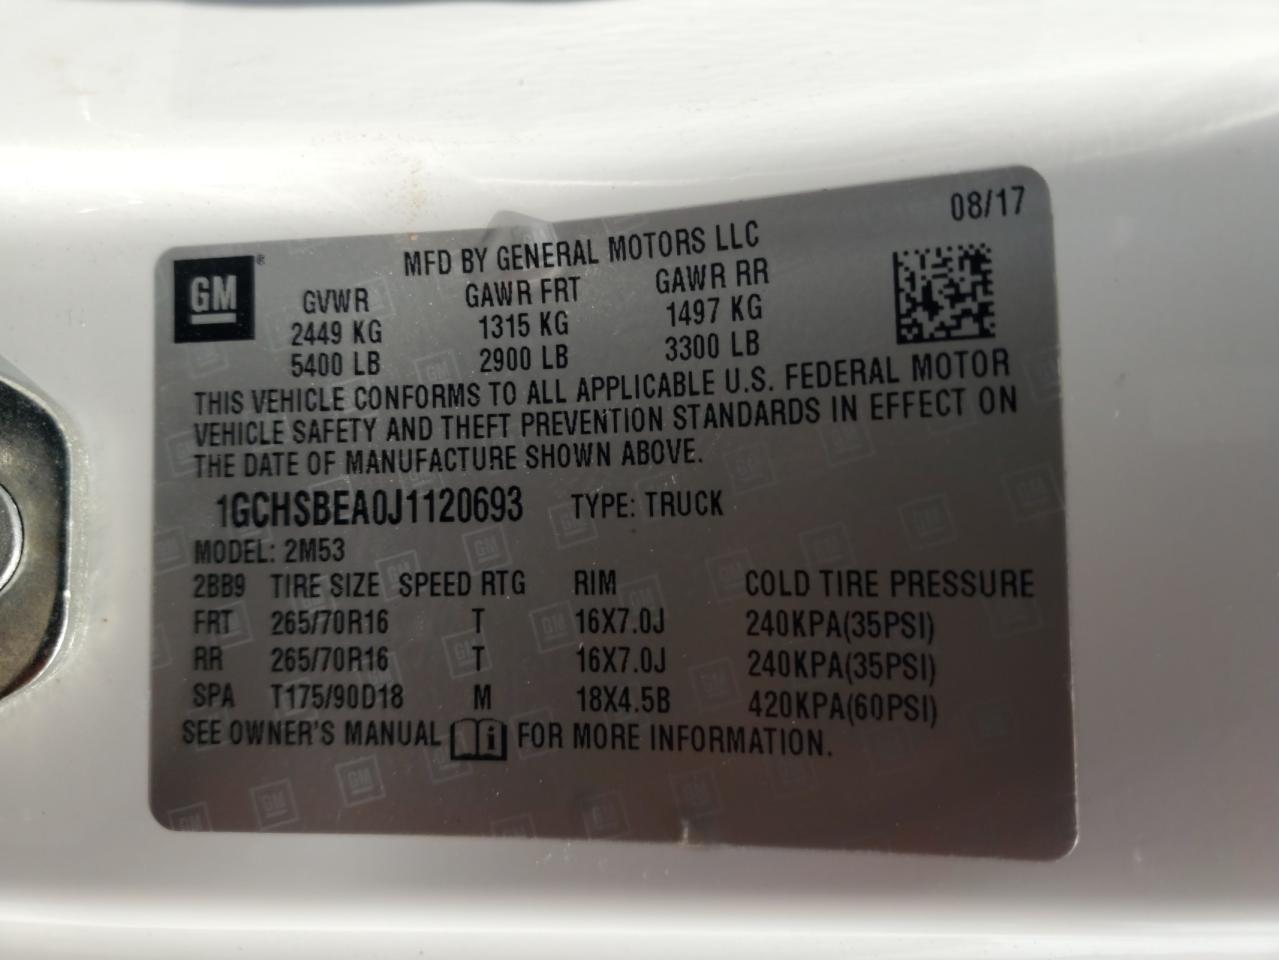 08/17
MFD BY GENERAL MOTORS LLC
GM ®
GVWR GAWR FRT GAWR RR
2449 KG 1315 KG 1497 KG
5400 LB 2900 LB 3300 LB
THIS VEHICLE CONFORMS TO ALL APPLICABLE U.S. FEDERAL MOTOR
VEHICLE SAFETY AND THEFT PREVENTION STANDARDS IN EFFECT ON
THE DATE OF MANUFACTURE SHOWN ABOVE.
1GCHSBEA0J1120693 TYPE: TRUCK
MODEL: 2M53
2BB9 TIRE SIZE SPEED RTG RIM COLD TIRE PRESSURE
FRT 265/70R16 T 16X7.0J 240KPA(35PSI)
RR 265/70R16 T 16X7.0J 240KPA(35PSI)
SPA T175/90D18 M 18X4.5B 420KPA(60PSI)
SEE OWNER'S MANUAL i FOR MORE INFORMATION.